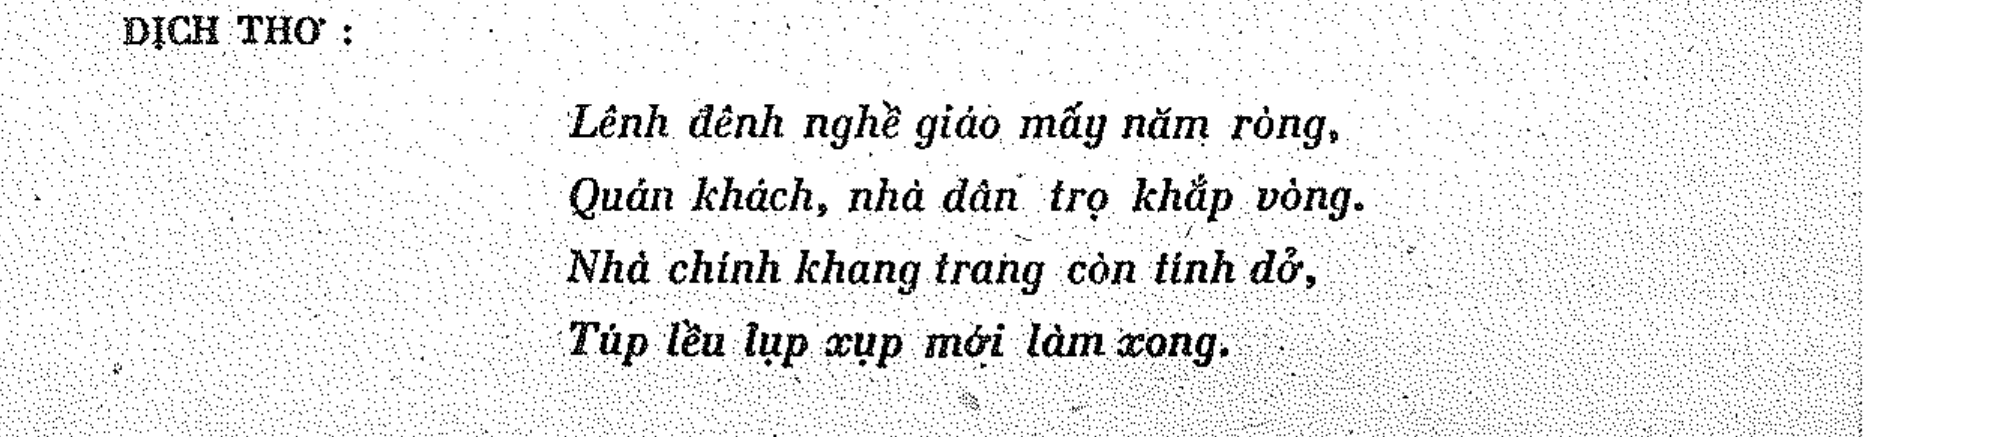 DỊCH THƠ :
Lênh đênh nghề giáo mấy năm ròng,
Quán khách, nhà dân trọ khắp vòng.
Nhà chính khang trang còn tính dở,
Túp lều lụp xụp mới làm xong.